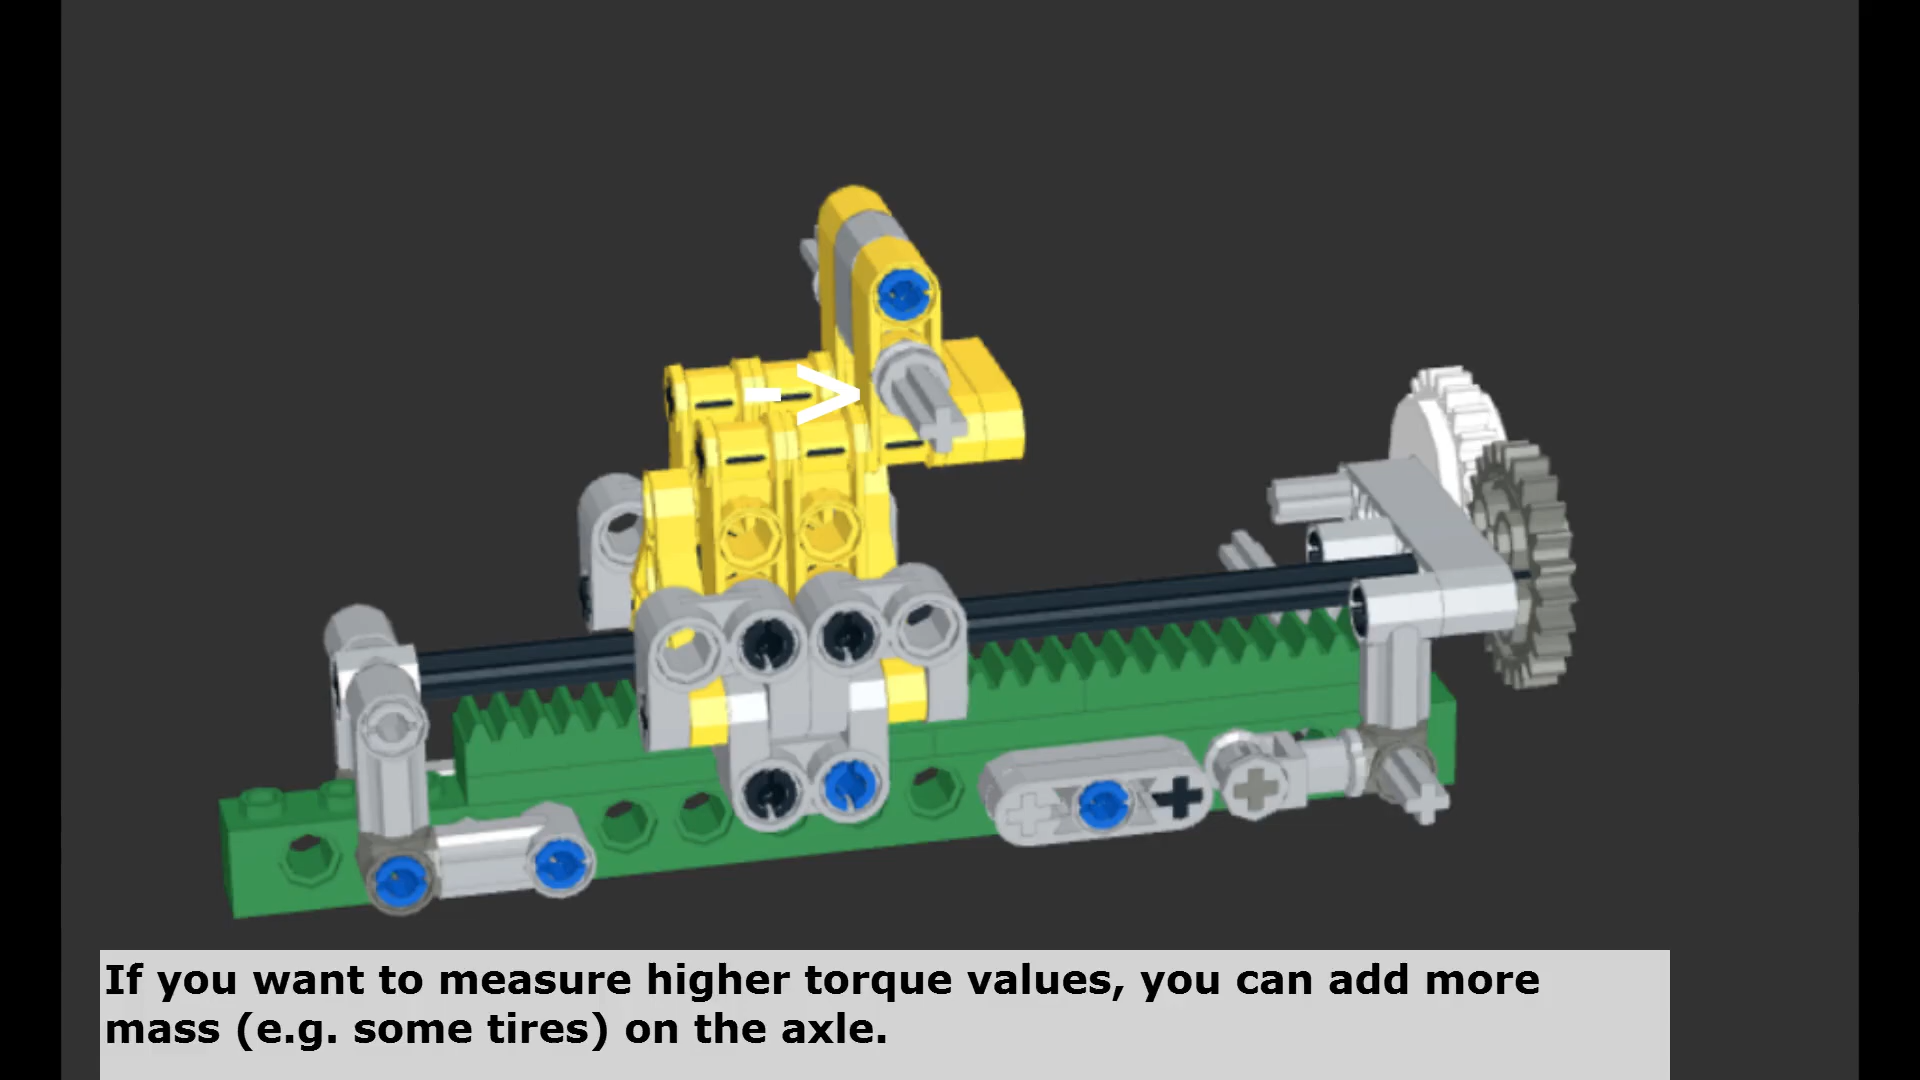 ->
If you want to measure higher torque values, you can add more
mass (e.g. some tires) on the axle.